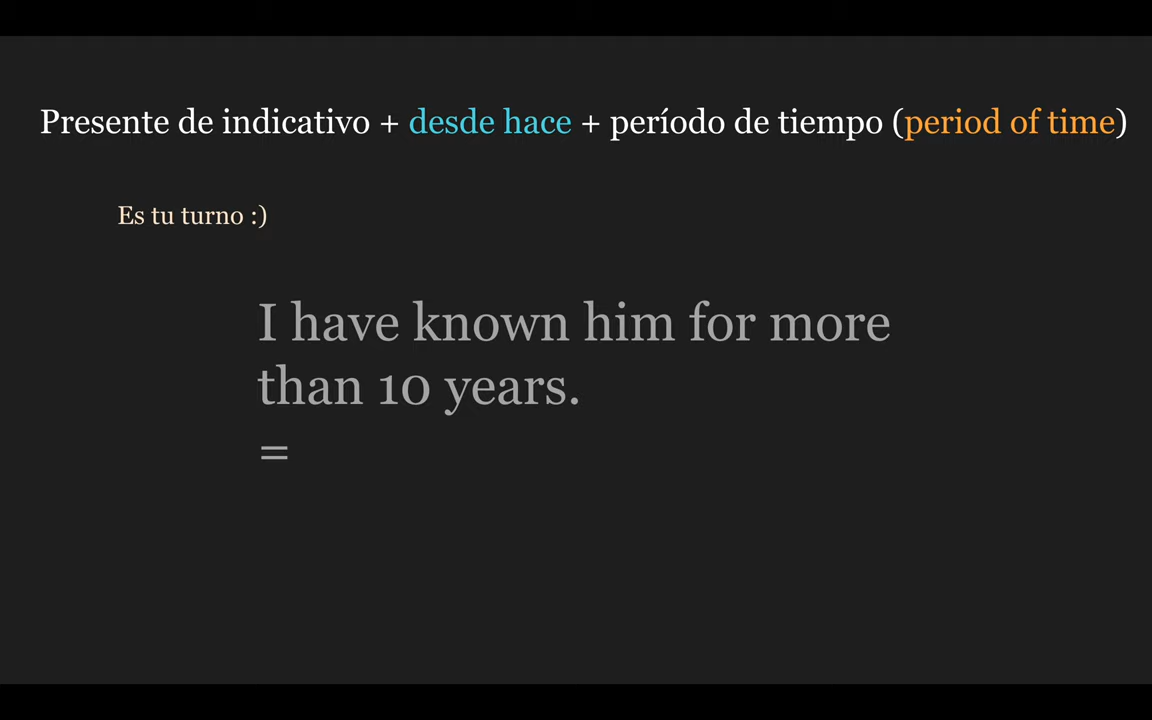 Presente de indicativo + desde hace + período de tiempo (period of time)
Es tu turno :)
I have known him for more
than 10 years.
=